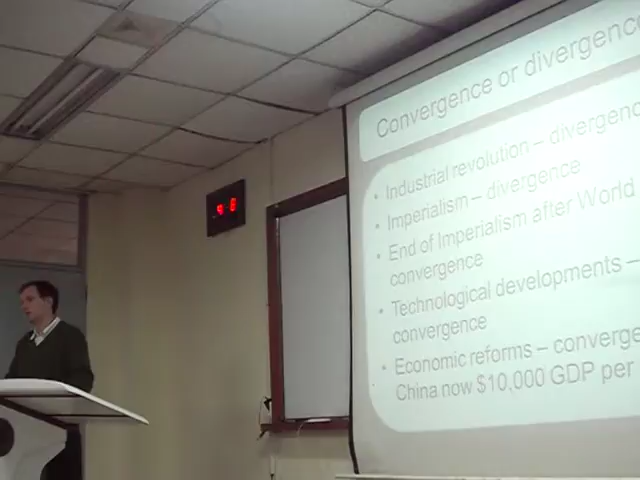 Convergence or divergence
• Industrial revolution – divergenc
• Imperialism – divergence
• End of Imperialism after World
convergence
• Technological developments –
convergence
• Economic reforms – converge
China now $10,000 GDP per